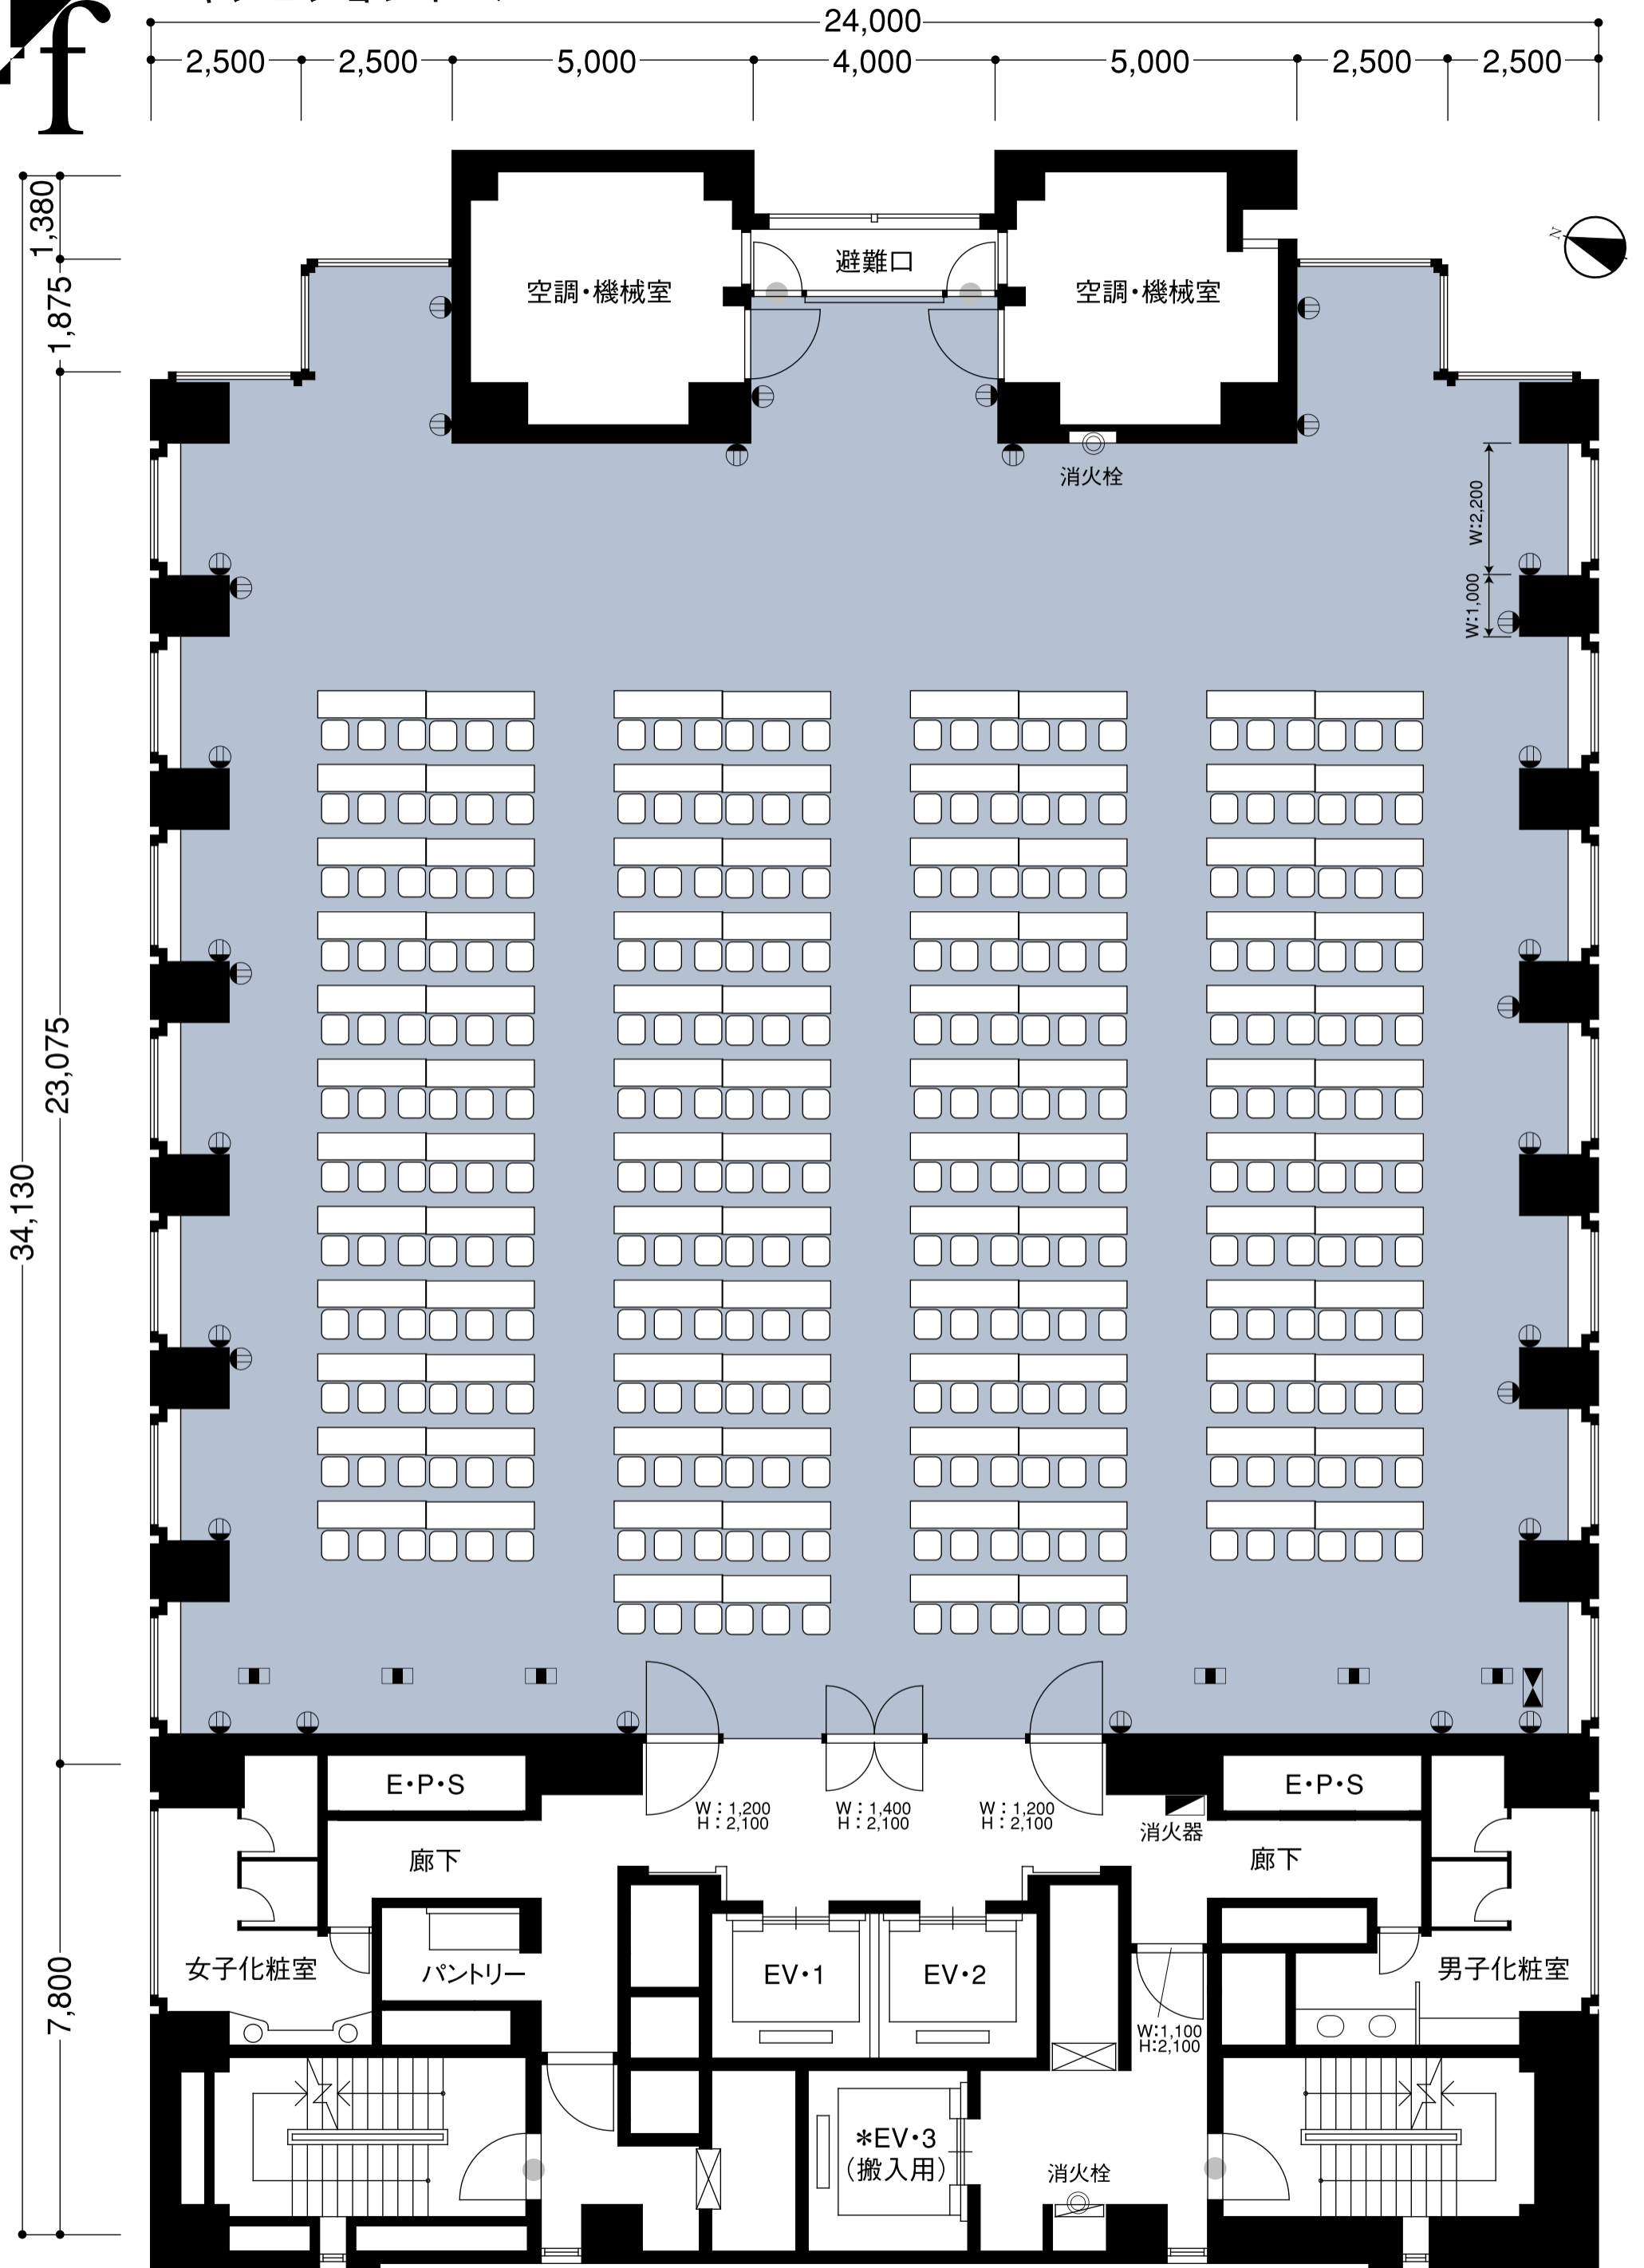 f
24,000
2,500 2,500 5,000 4,000 5,000 2,500 2,500
1,380
1,875
23,075
34,130
7,800
N
避難口
空調・機械室
空調・機械室
消火栓
W:2,200
W:1,000
E・P・S
E・P・S
W：1,200
H：2,100
W：1,400
H：2,100
W：1,200
H：2,100
消火器
廊下
廊下
女子化粧室
パントリー
EV・1
EV・2
男子化粧室
W:1,100
H:2,100
＊EV・3
（搬入用）
消火栓